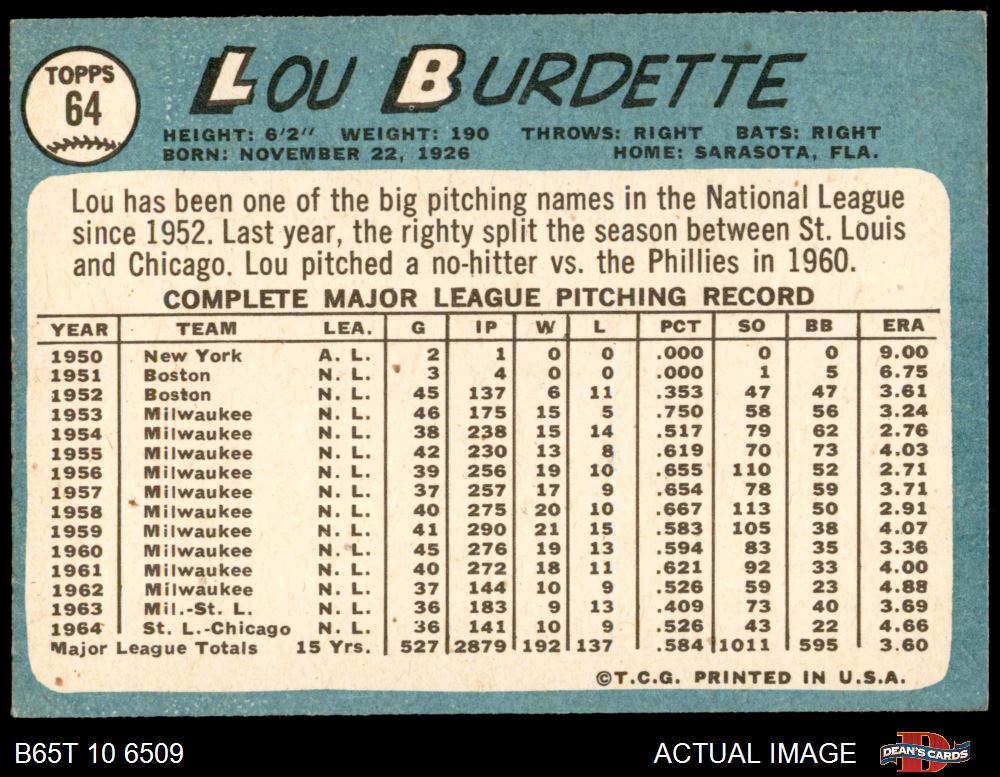 TOPPS
64
LOU BURDETTE
HEIGHT: 6'2" WEIGHT: 190 THROWS: RIGHT BATS: RIGHT
BORN: NOVEMBER 22, 1926 HOME: SARASOTA, FLA.
Lou has been one of the big pitching names in the National League
since 1952. Last year, the righty split the season between St. Louis
and Chicago. Lou pitched a no-hitter vs. the Phillies in 1960.
COMPLETE MAJOR LEAGUE PITCHING RECORD
YEAR TEAM LEA. G IP W L PCT SO BB ERA
1950 New York A. L. 2 1 0 0 .000 0 0 9.00
1951 Boston N. L. 3 4 0 0 .000 1 5 6.75
1952 Boston N. L. 45 137 6 11 .353 47 47 3.61
1953 Milwaukee N. L. 46 175 15 5 .750 58 56 3.24
1954 Milwaukee N. L. 38 238 15 14 .517 79 62 2.76
1955 Milwaukee N. L. 42 230 13 8 .619 70 73 4.03
1956 Milwaukee N. L. 39 256 19 10 .655 110 52 2.71
1957 Milwaukee N. L. 37 257 17 9 .654 78 59 3.71
1958 Milwaukee N. L. 40 275 20 10 .667 113 50 2.91
1959 Milwaukee N. L. 41 290 21 15 .583 105 38 4.07
1960 Milwaukee N. L. 45 276 19 13 .594 83 35 3.36
1961 Milwaukee N. L. 40 272 18 11 .621 92 33 4.00
1962 Milwaukee N. L. 37 144 10 9 .526 59 23 4.88
1963 Mil.-St. L. N. L. 36 183 9 13 .409 73 40 3.69
1964 St. L.-Chicago N. L. 36 141 10 9 .526 43 22 4.66
Major League Totals 15 Yrs. 527 2879 192 137 .584 1011 595 3.60
©T.C.G. PRINTED IN U.S.A.
B65T 10 6509 ACTUAL IMAGE DEAN'S CARDS